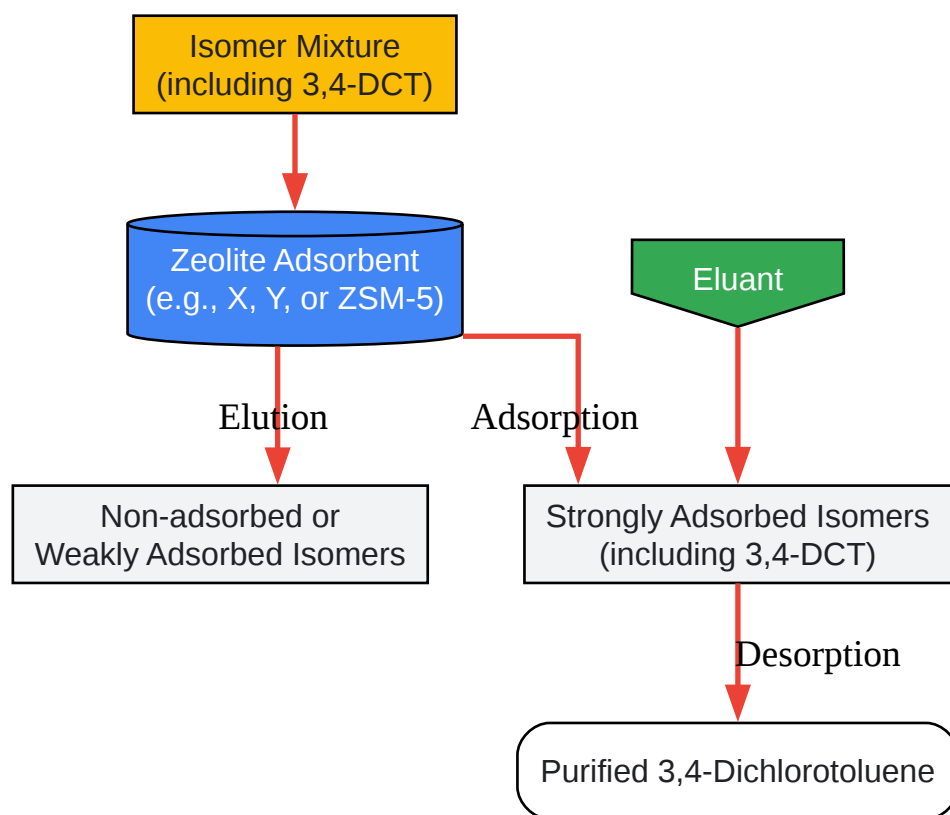 Isomer Mixture
(including 3,4-DCT)
Zeolite Adsorbent
(e.g., X, Y, or ZSM-5)
Eluant
Elution
Adsorption
Non-adsorbed or
Weakly Adsorbed Isomers
Strongly Adsorbed Isomers
(including 3,4-DCT)
Desorption
Purified 3,4-Dichlorotoluene